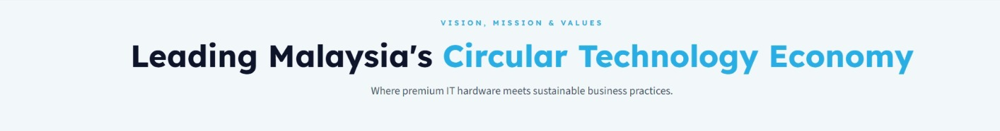 VISION, MISSION & VALUES
Leading Malaysia's Circular Technology Economy
Where premium IT hardware meets sustainable business practices.